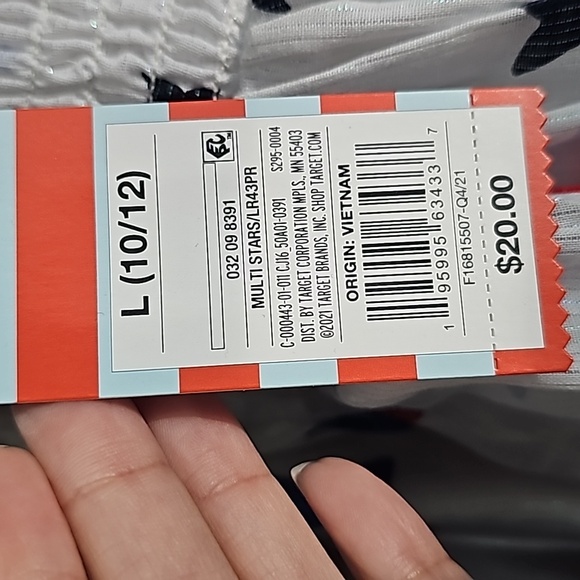 L (10/12)
032 09 8391
MULTI STARS/LR43PR
C-000443-01-011 CJ16 50A01-0391 S295-0004
DIST. BY TARGET CORPORATION MPLS., MN 55403
©2021 TARGET BRANDS, INC. SHOP TARGET.COM
ORIGIN: VIETNAM
1 95995 63433 7
F16815507-Q4/21
$20.00